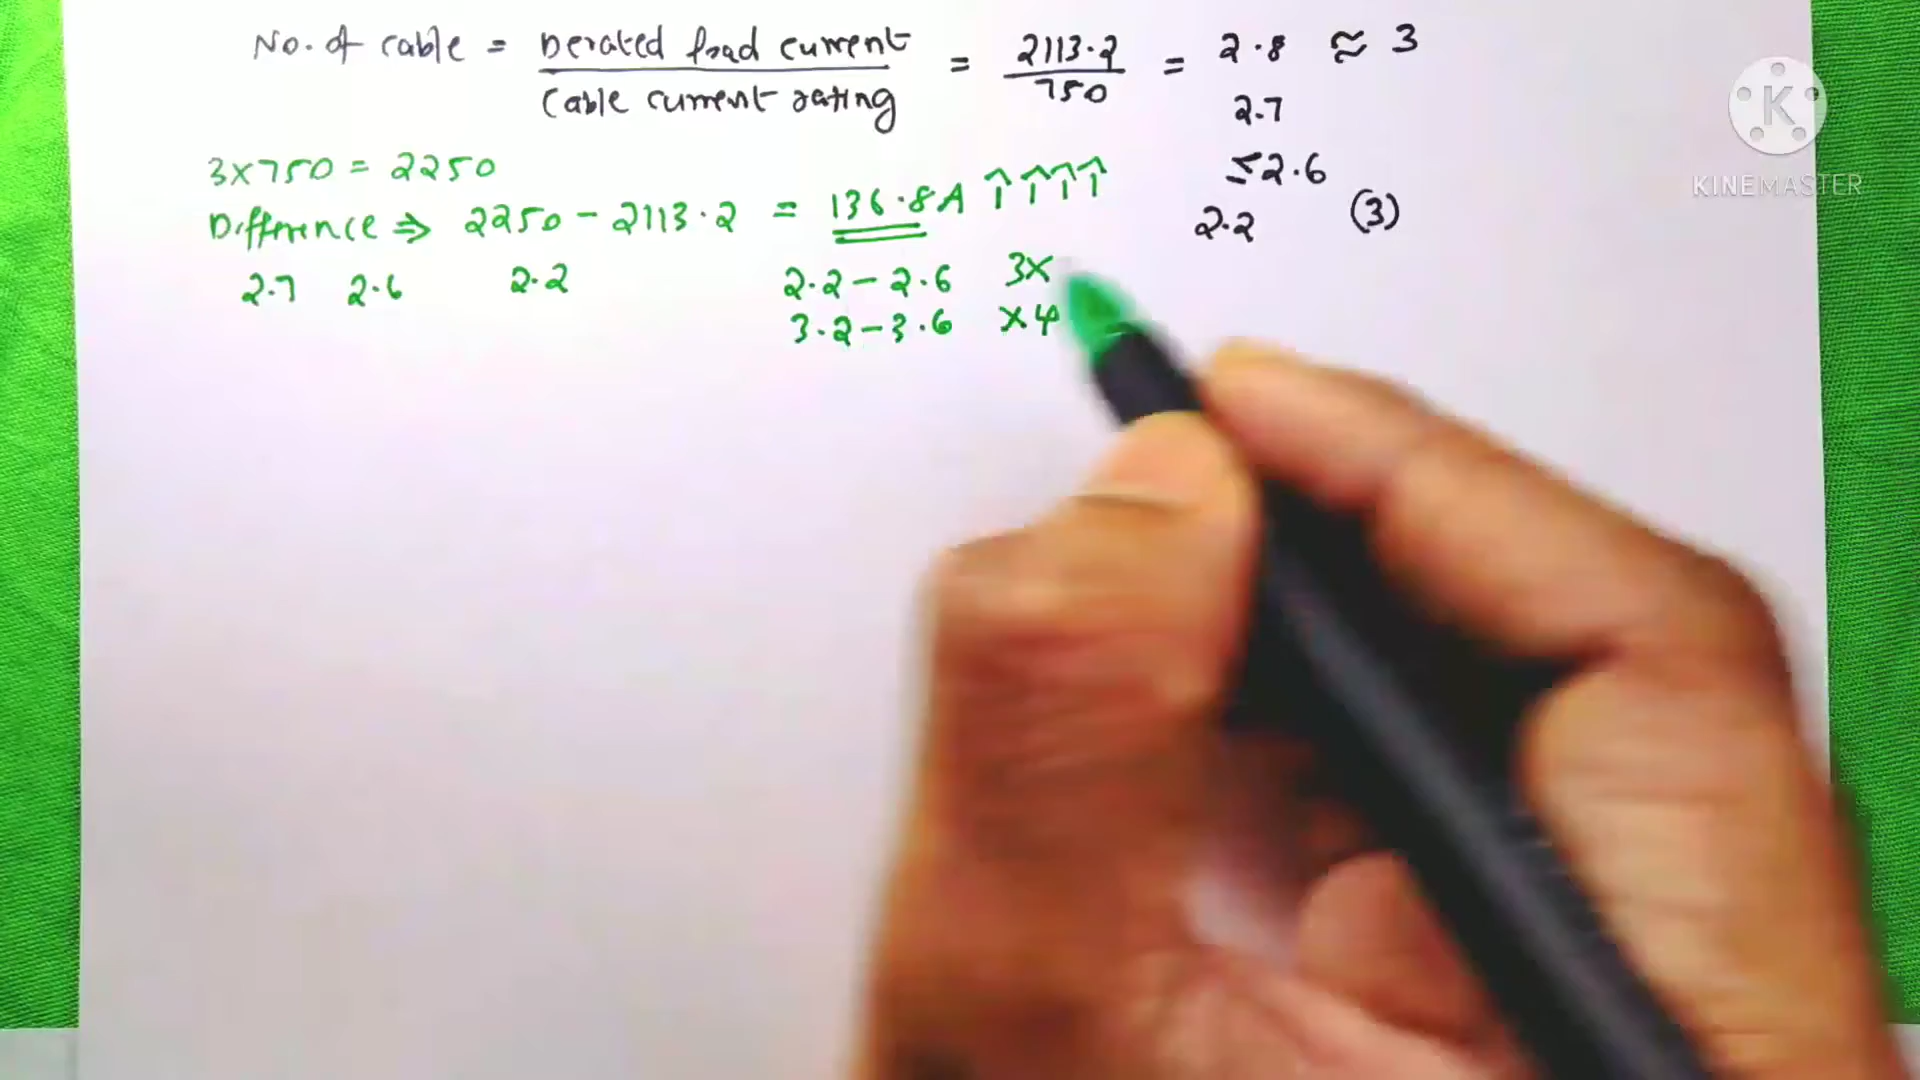 No. of cable = Derated load current / Cable current rating = 2113.2 / 750 = 2.8 ≈ 3
2.7
3x750 = 2250
≤2.6
Difference ⇒ 2250 - 2113.2 = 136.8A ↑↑↑↑
2.2 (3)
2.7 2.6 2.2
2.2 - 2.6 3x
3.2 - 3.6 x4
K
KINEMASTER